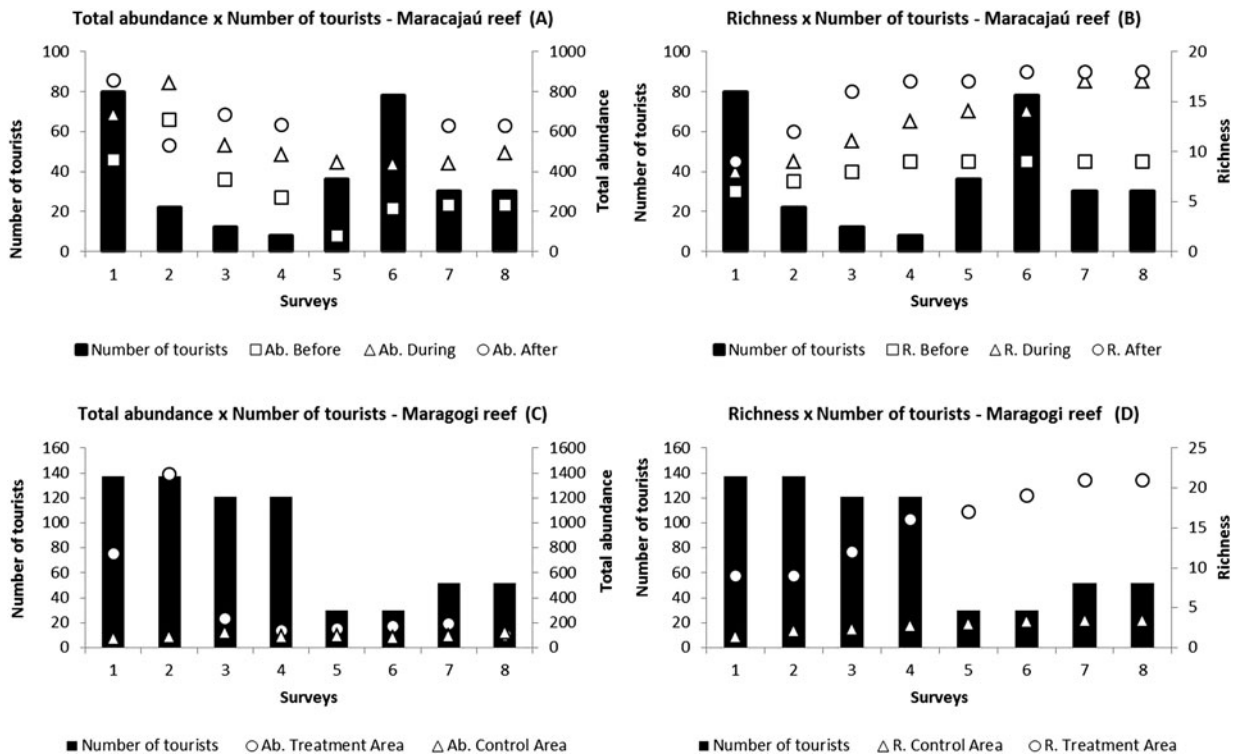 Total abundance x Number of tourists - Maracajaú reef (A)
Number of tourists
100
80
60
40
20
0
1000
800
600
400
200
0
Total abundance
1 2 3 4 5 6 7 8
Surveys
Number of tourists Ab. Before Ab. During Ab. After
Richness x Number of tourists - Maracajaú reef (B)
Number of tourists
100
80
60
40
20
0
20
15
10
5
0
Richness
1 2 3 4 5 6 7 8
Surveys
Number of tourists R. Before R. During R. After
Total abundance x Number of tourists - Maragogi reef (C)
Number of tourists
160
140
120
100
80
60
40
20
0
1600
1400
1200
1000
800
600
400
200
0
Total abundance
1 2 3 4 5 6 7 8
Surveys
Number of tourists Ab. Treatment Area Ab. Control Area
Richness x Number of tourists - Maragogi reef (D)
Number of tourists
160
140
120
100
80
60
40
20
0
25
20
15
10
5
0
Richness
1 2 3 4 5 6 7 8
Surveys
Number of tourists R. Control Area R. Treatment Area